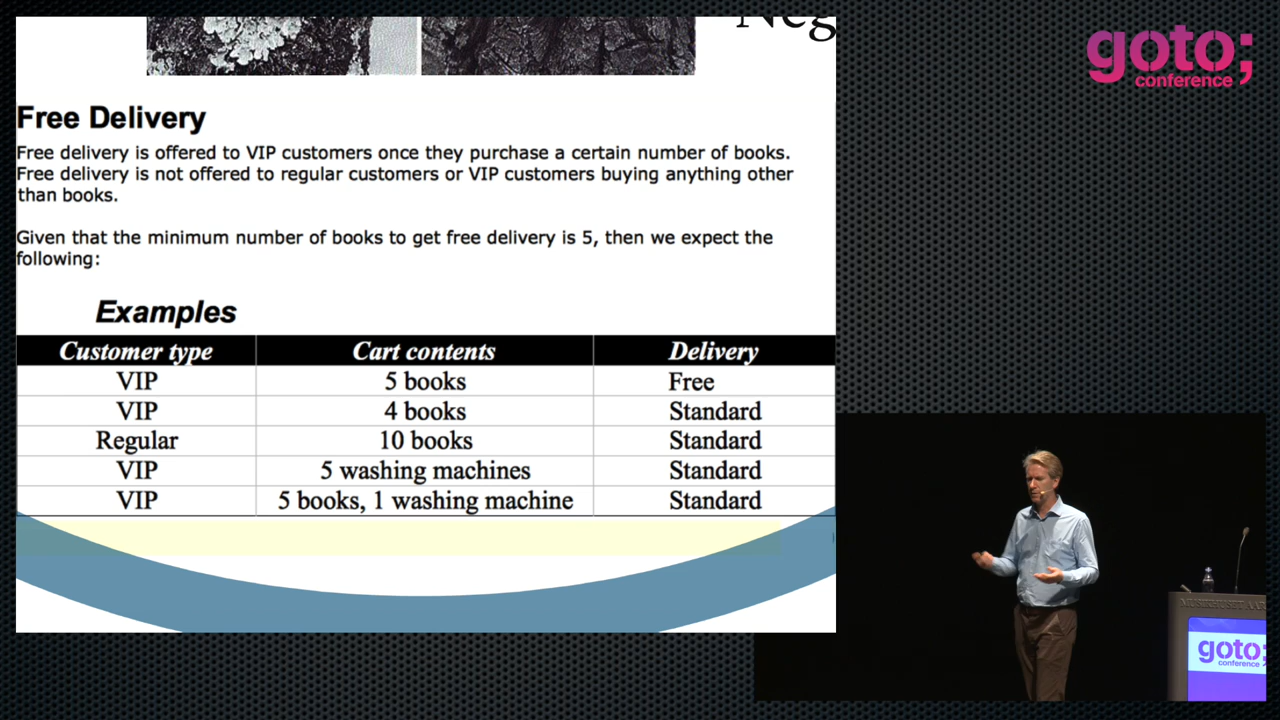 Neg
goto;
conference
Free Delivery
Free delivery is offered to VIP customers once they purchase a certain number of books.
Free delivery is not offered to regular customers or VIP customers buying anything other
than books.
Given that the minimum number of books to get free delivery is 5, then we expect the
following:
Examples
Customer type Cart contents Delivery
VIP 5 books Free
VIP 4 books Standard
Regular 10 books Standard
VIP 5 washing machines Standard
VIP 5 books, 1 washing machine Standard
MUSIKHUSET AAR
goto;
conference